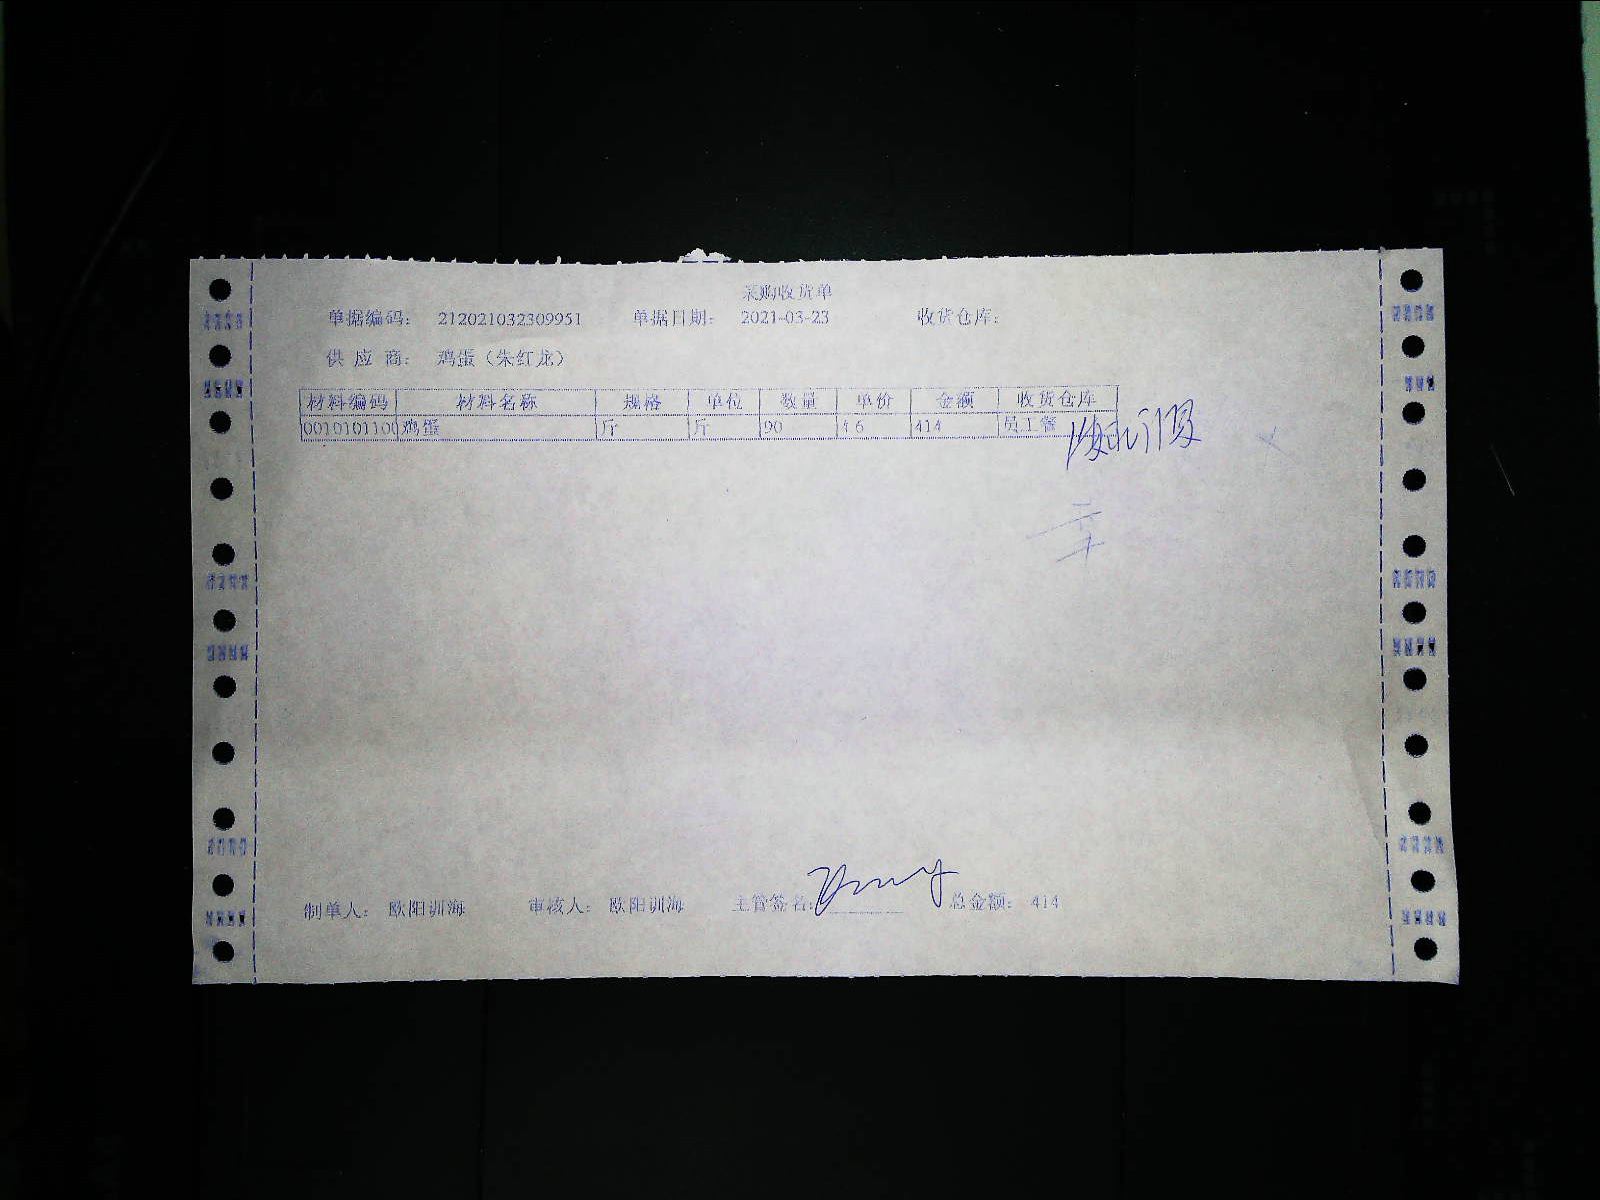 采购收货单
单据编码: 212021032309951 单据日期: 2021-03-23 收货仓库:
供 应 商: 鸡蛋（朱红龙）
材料编码 材料名称 规格 单位 数量 单价 金额 收货仓库
0010101100 鸡蛋 斤 斤 90 4.6 414 员工餐
制单人: 欧阳训海 审核人: 欧阳训海 主管签名: 总金额: 414